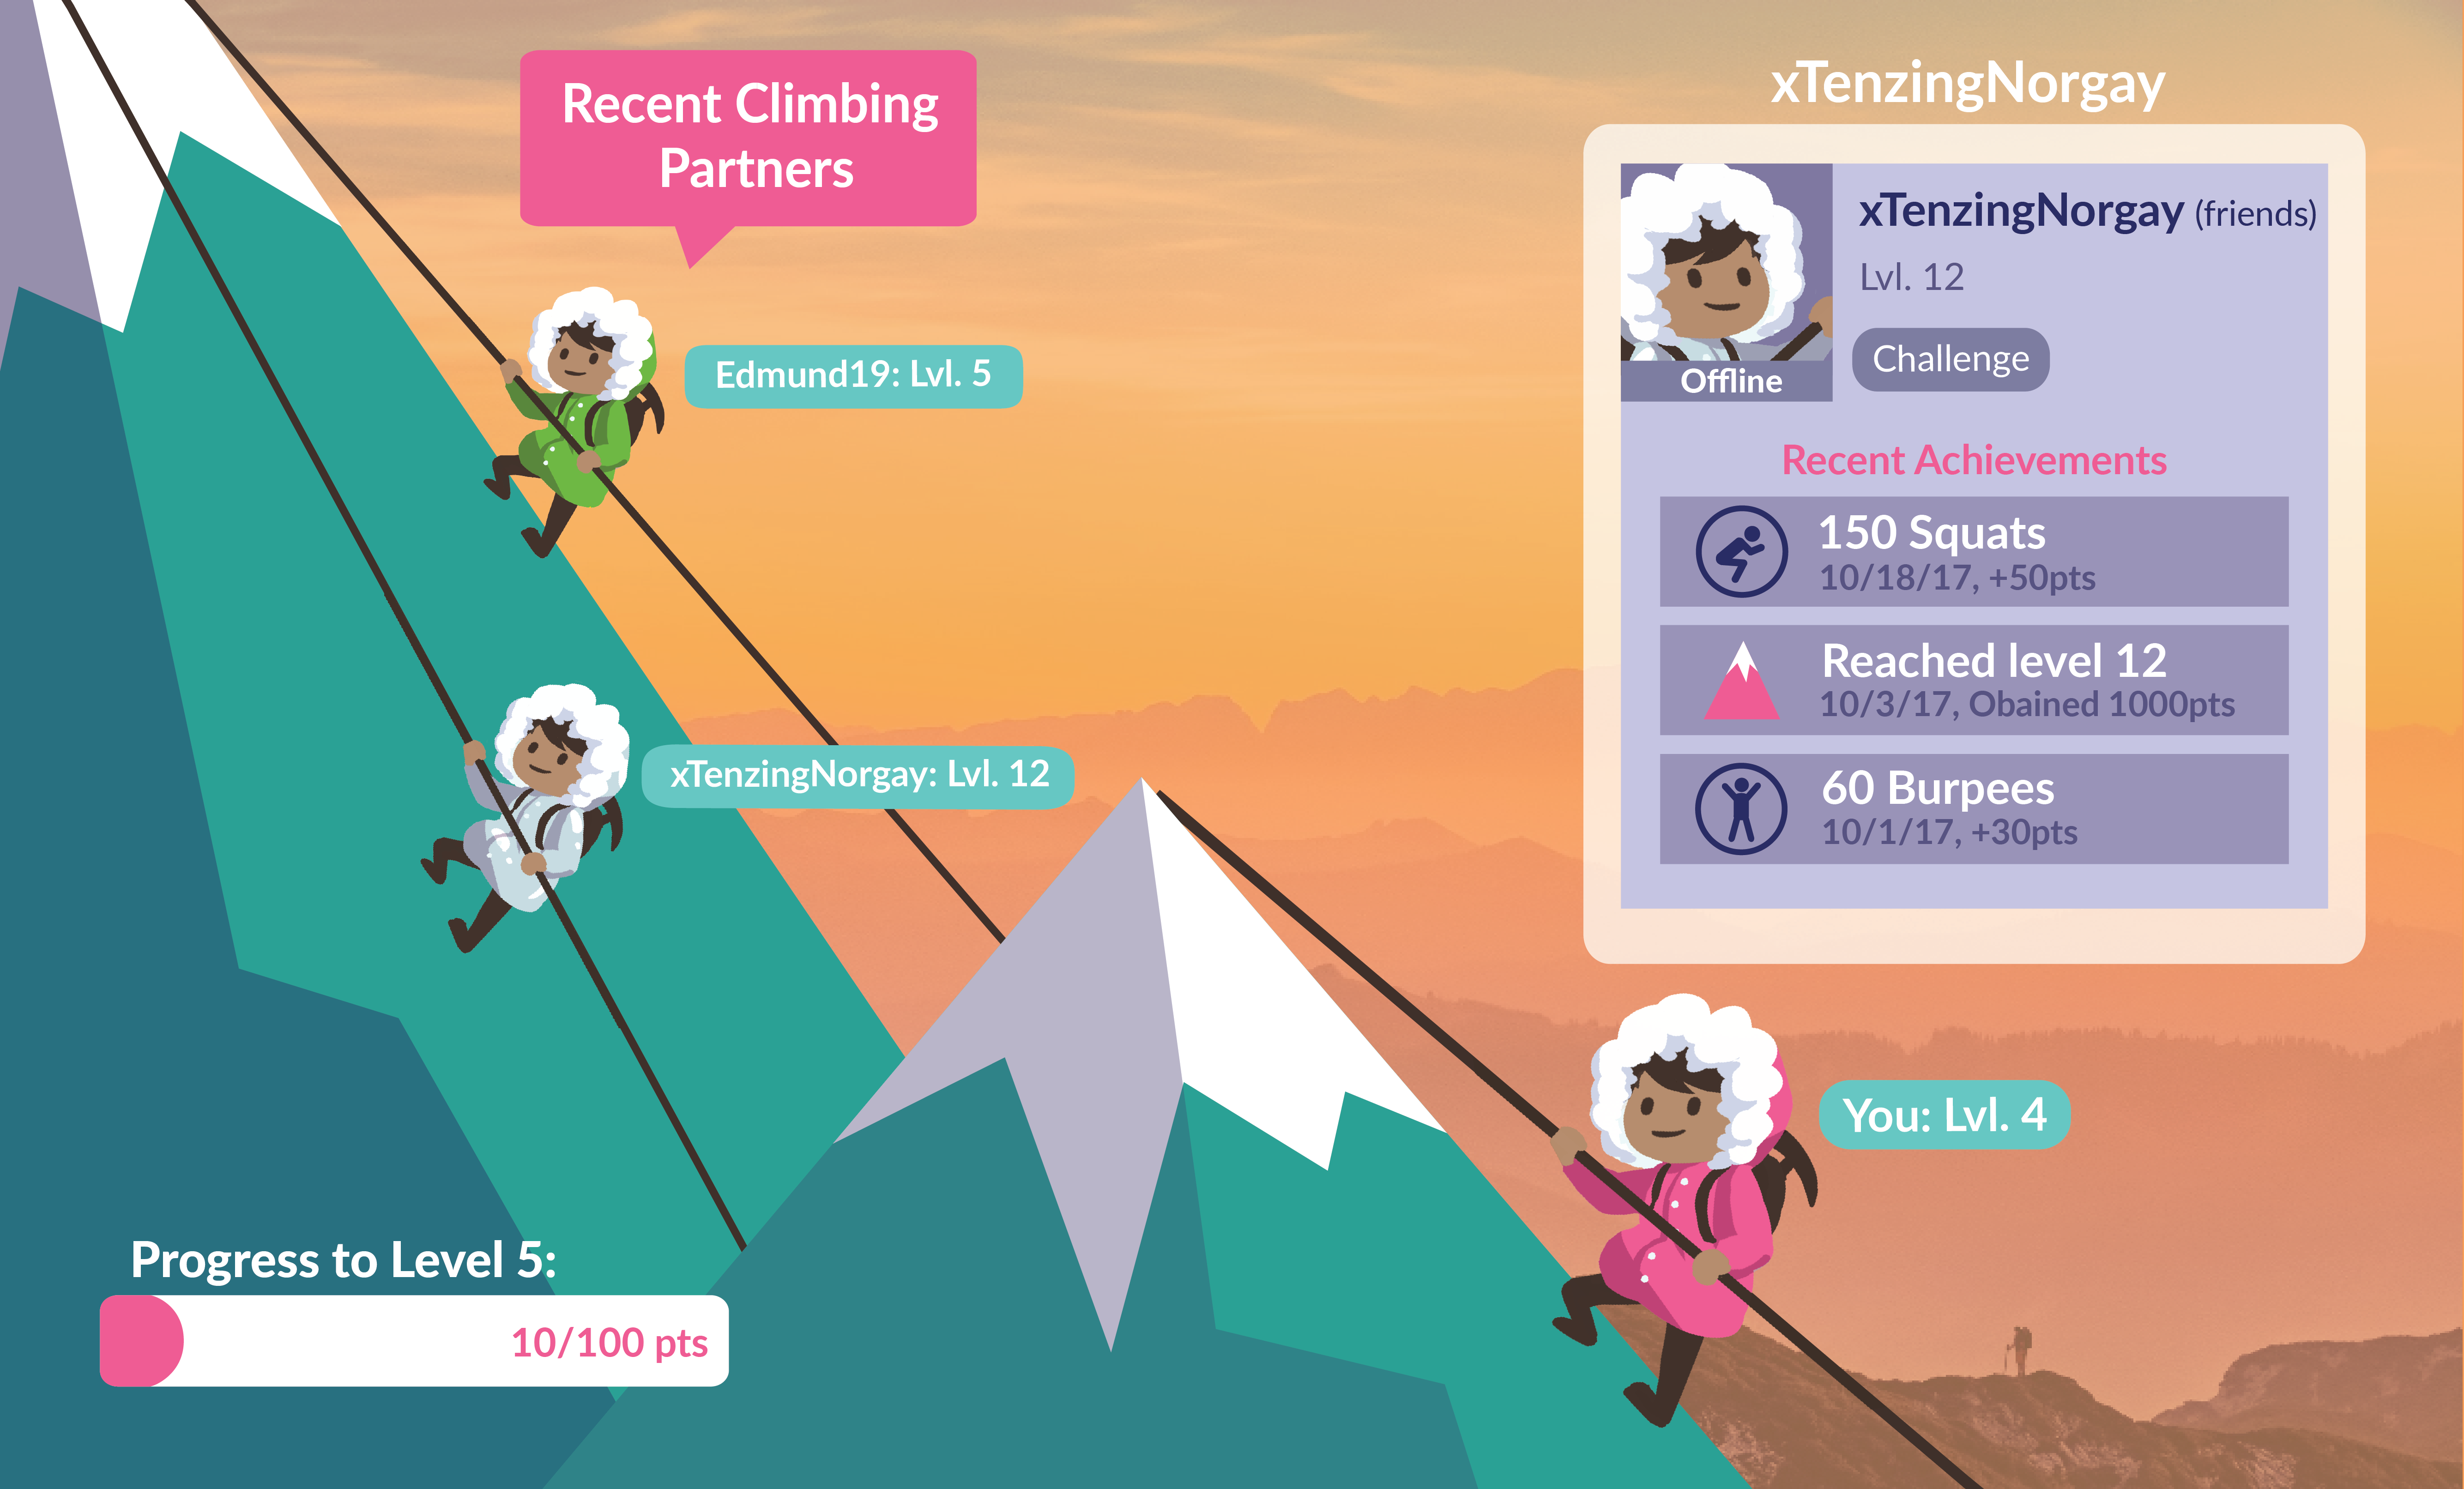 Recent Climbing
Partners
Edmund19: Lvl. 5
xTenzingNorgay: Lvl. 12
Progress to Level 5:
10/100 pts
xTenzingNorgay
xTenzingNorgay (friends)
Lvl. 12
Challenge
Offline
Recent Achievements
150 Squats
10/18/17, +50pts
Reached level 12
10/3/17, Obained 1000pts
60 Burpees
10/1/17, +30pts
You: Lvl. 4